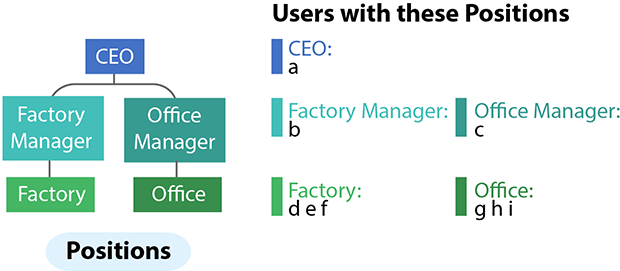 Users with these Positions
CEO
CEO:
a
Factory
Manager
Office
Manager
Factory Manager:
b
Office Manager:
c
Factory
Office
Factory:
d e f
Office:
g h i
Positions